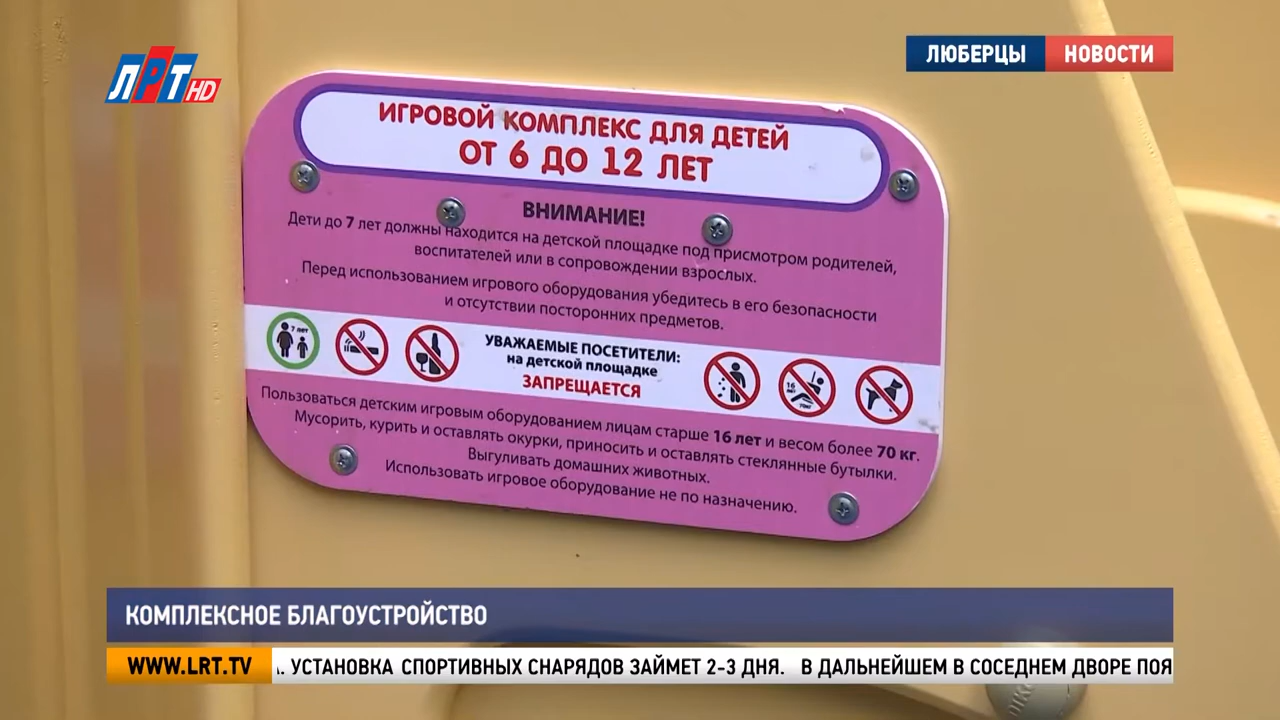 ЛРТ HD
ЛЮБЕРЦЫ НОВОСТИ
ИГРОВОЙ КОМПЛЕКС ДЛЯ ДЕТЕЙ
ОТ 6 ДО 12 ЛЕТ
ВНИМАНИЕ!
Дети до 7 лет должны находится на детской площадке под присмотром родителей,
воспитателей или в сопровождении взрослых.
Перед использованием игрового оборудования убедитесь в его безопасности
и отсутствии посторонних предметов.
7 лет
УВАЖАЕМЫЕ ПОСЕТИТЕЛИ:
на детской площадке
ЗАПРЕЩАЕТСЯ
16 лет
70кг
Пользоваться детским игровым оборудованием лицам старше 16 лет и весом более 70 кг.
Мусорить, курить и оставлять окурки, приносить и оставлять стеклянные бутылки.
Выгуливать домашних животных.
Использовать игровое оборудование не по назначению.
КОМПЛЕКСНОЕ БЛАГОУСТРОЙСТВО
WWW.LRT.TV . УСТАНОВКА СПОРТИВНЫХ СНАРЯДОВ ЗАЙМЕТ 2-3 ДНЯ. В ДАЛЬНЕЙШЕМ В СОСЕДНЕМ ДВОРЕ ПОЯ